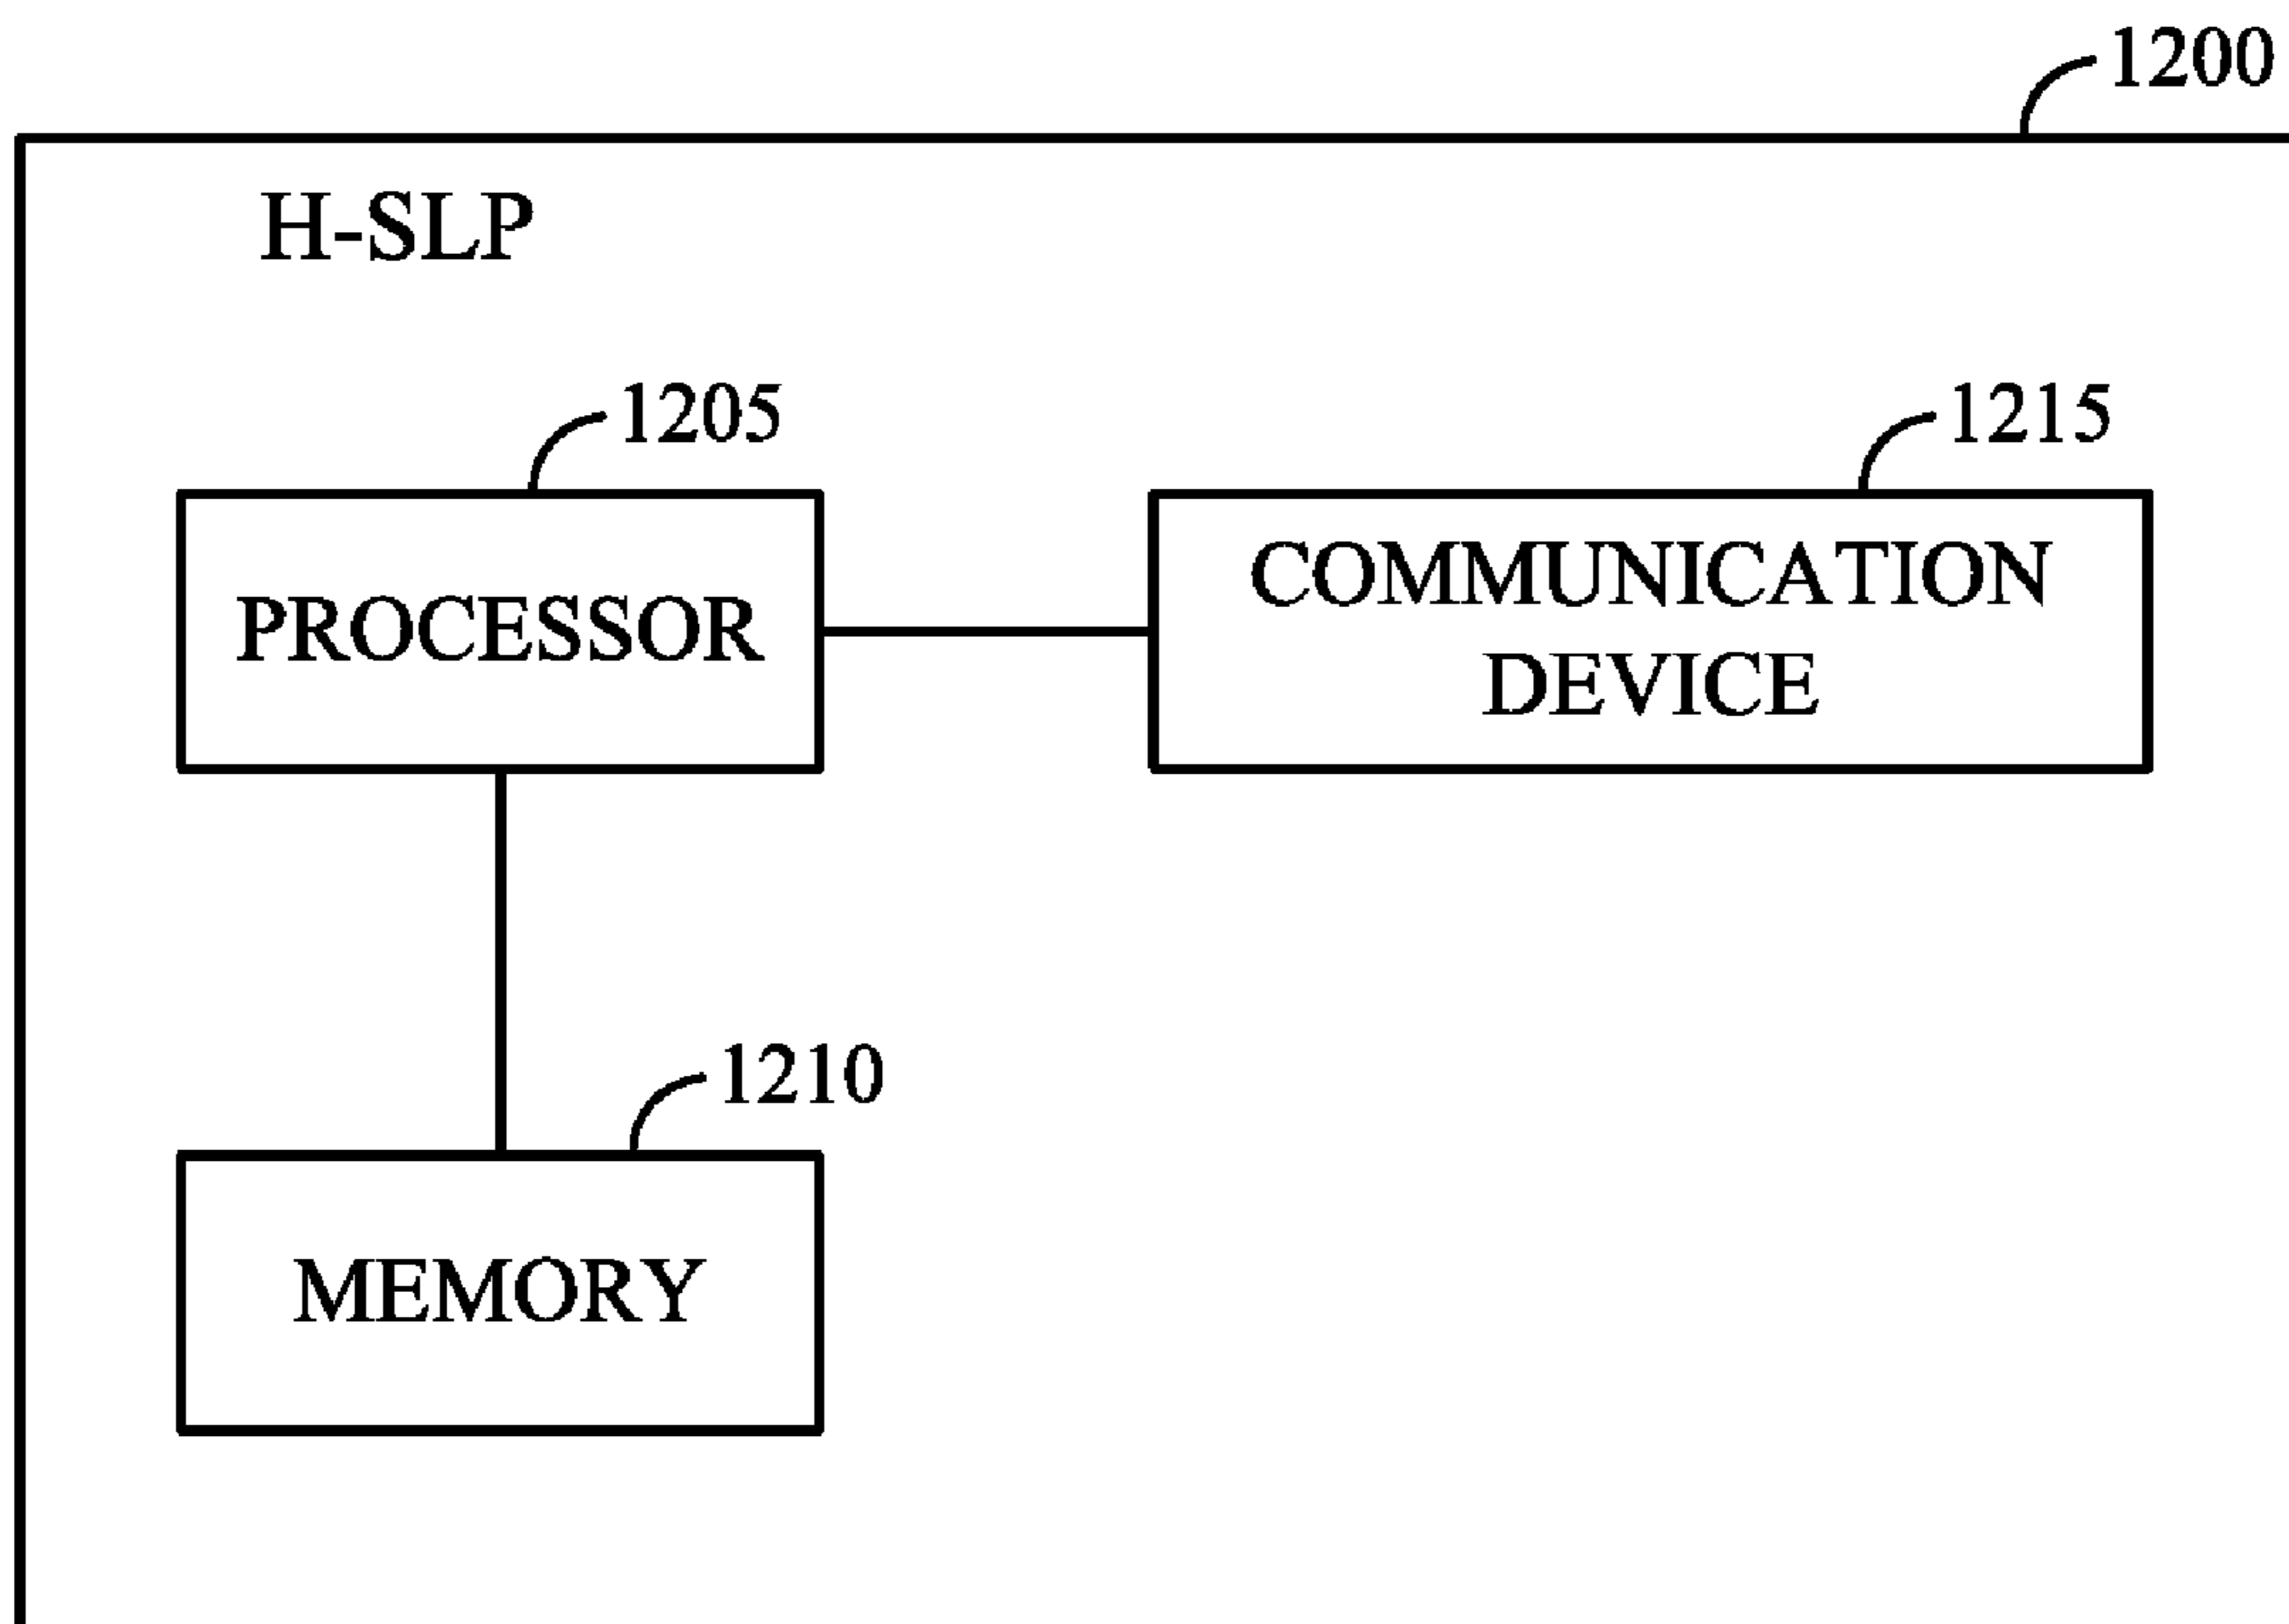 1200
H-SLP
1205
1215
PROCESSOR
COMMUNICATION
DEVICE
1210
MEMORY